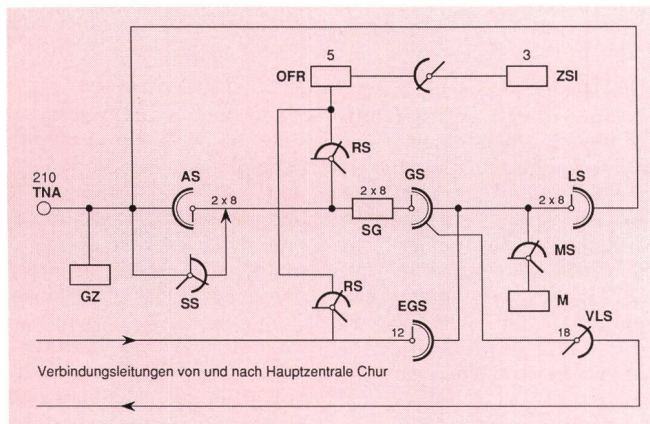 5
3
OFR
ZSI
RS
210
TNA
AS
GS
LS
2 x 8
2 x 8
2 x 8
SG
MS
GZ
SS
RS
EGS
M
VLS
12
18
Verbindungsleitungen von und nach Hauptzentrale Chur